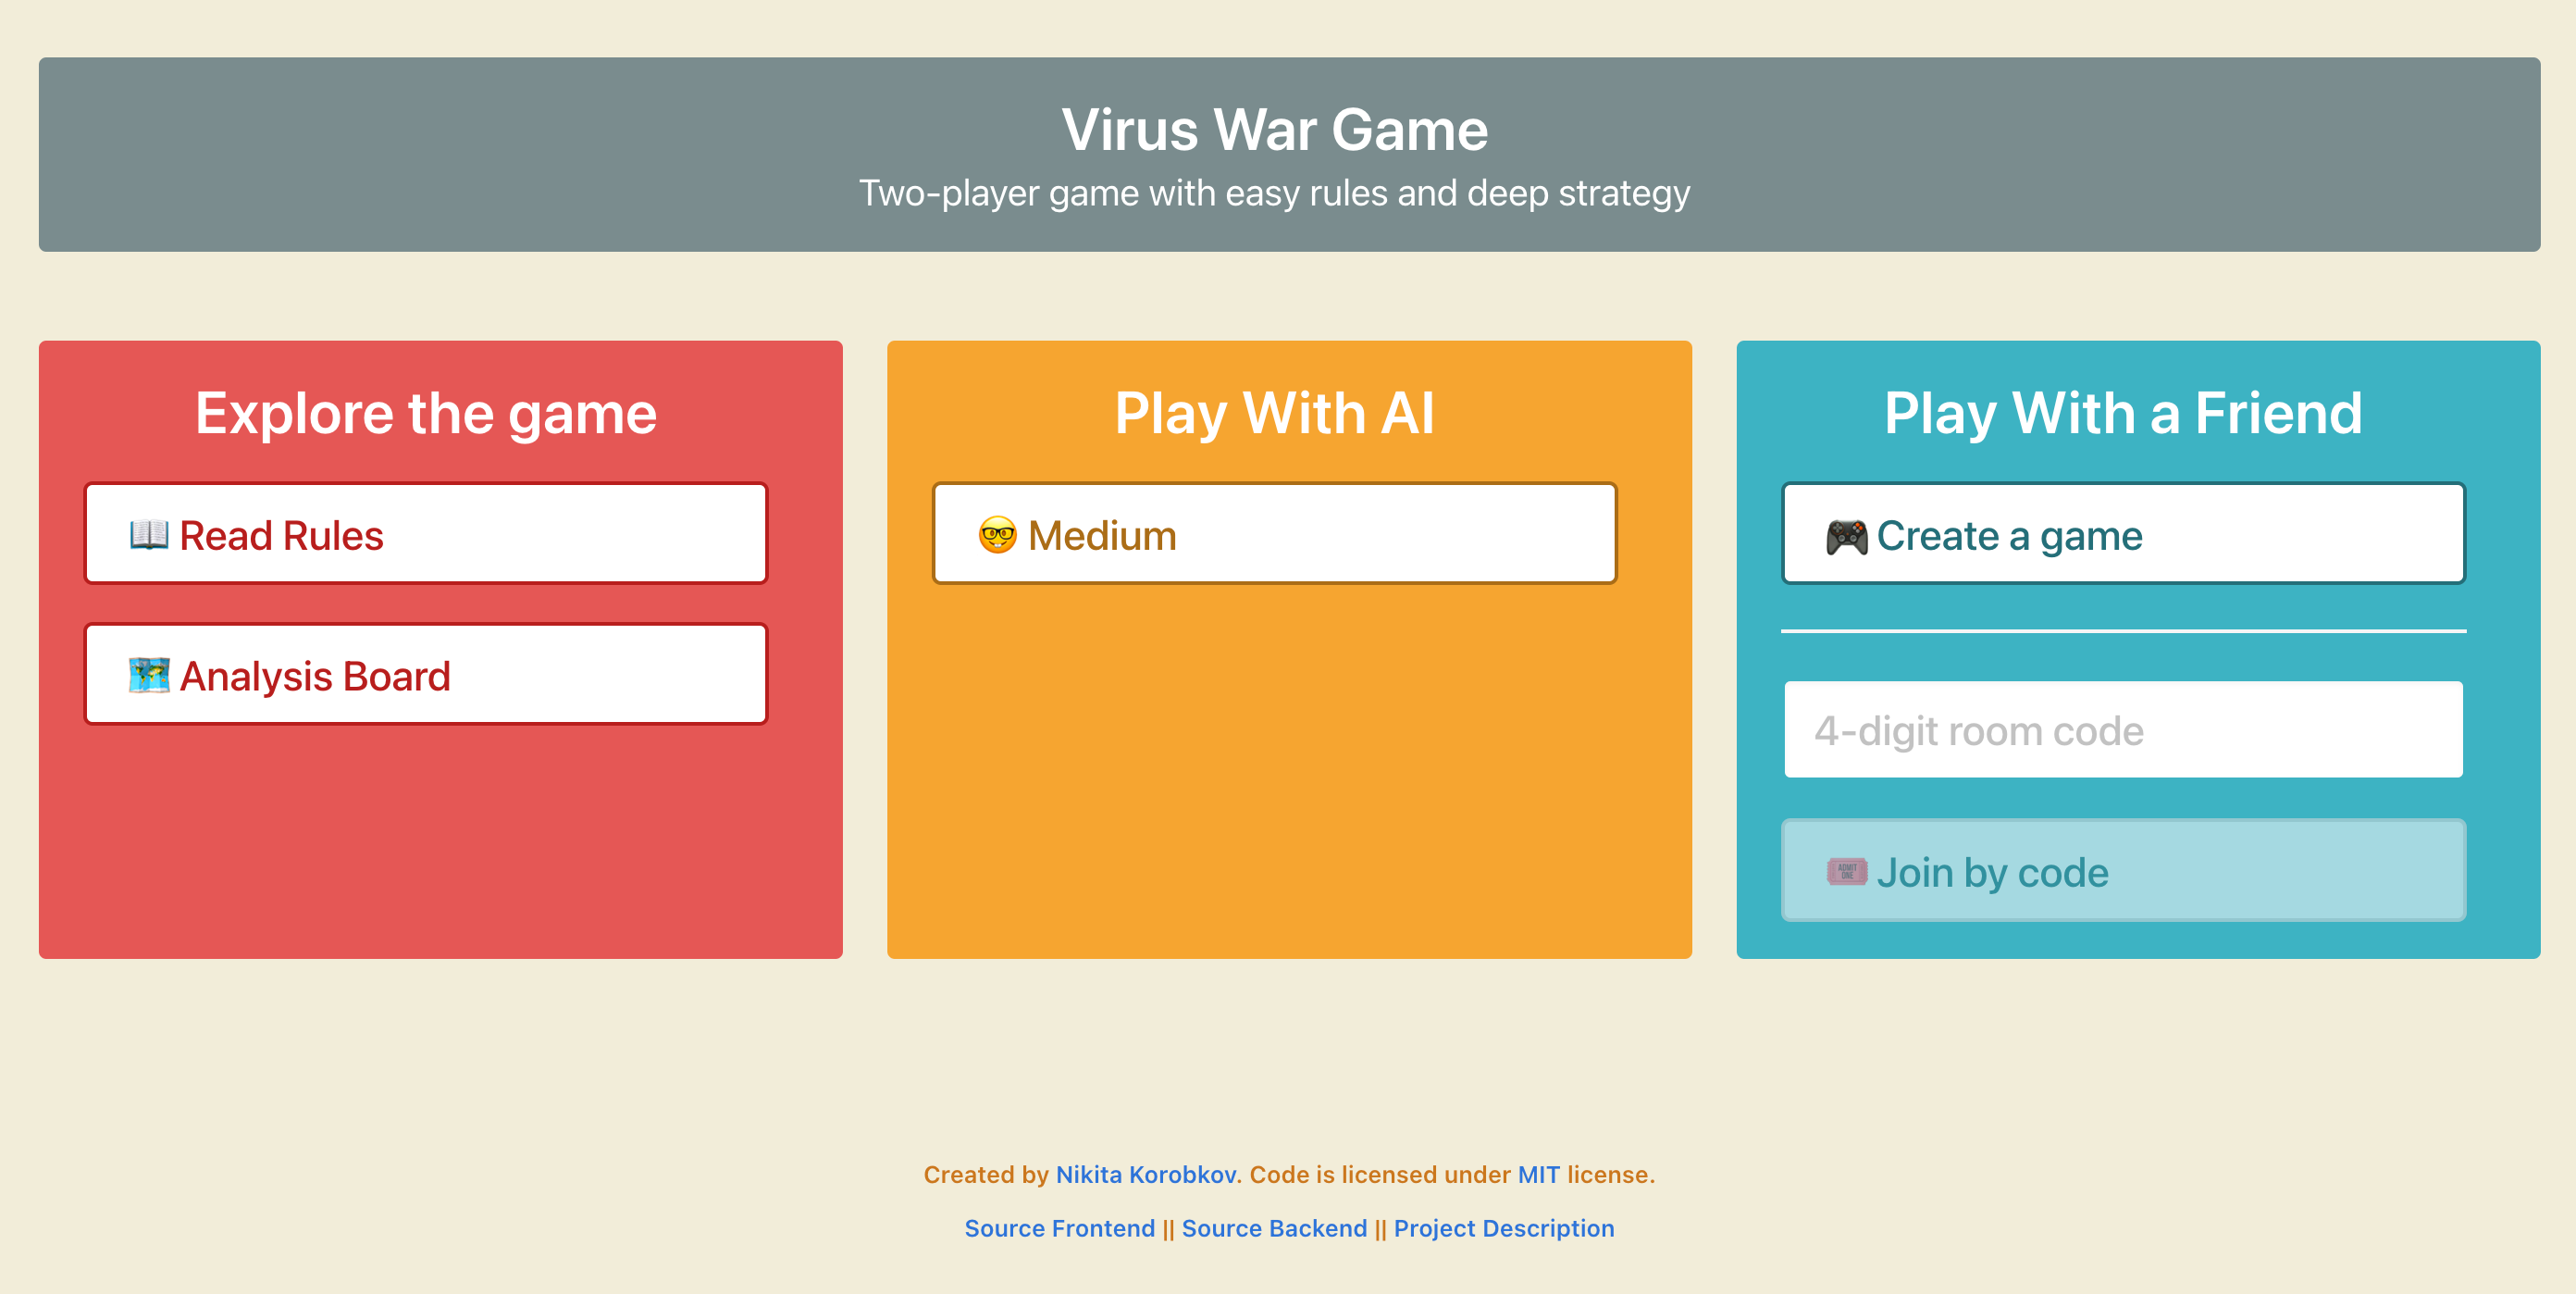 Virus War Game
Two-player game with easy rules and deep strategy
Explore the game
Read Rules
Analysis Board
Play With AI
Medium
Play With a Friend
Create a game
4-digit room code
ADMIT
ONE
Join by code
Created by Nikita Korobkov. Code is licensed under MIT license.
Source Frontend || Source Backend || Project Description